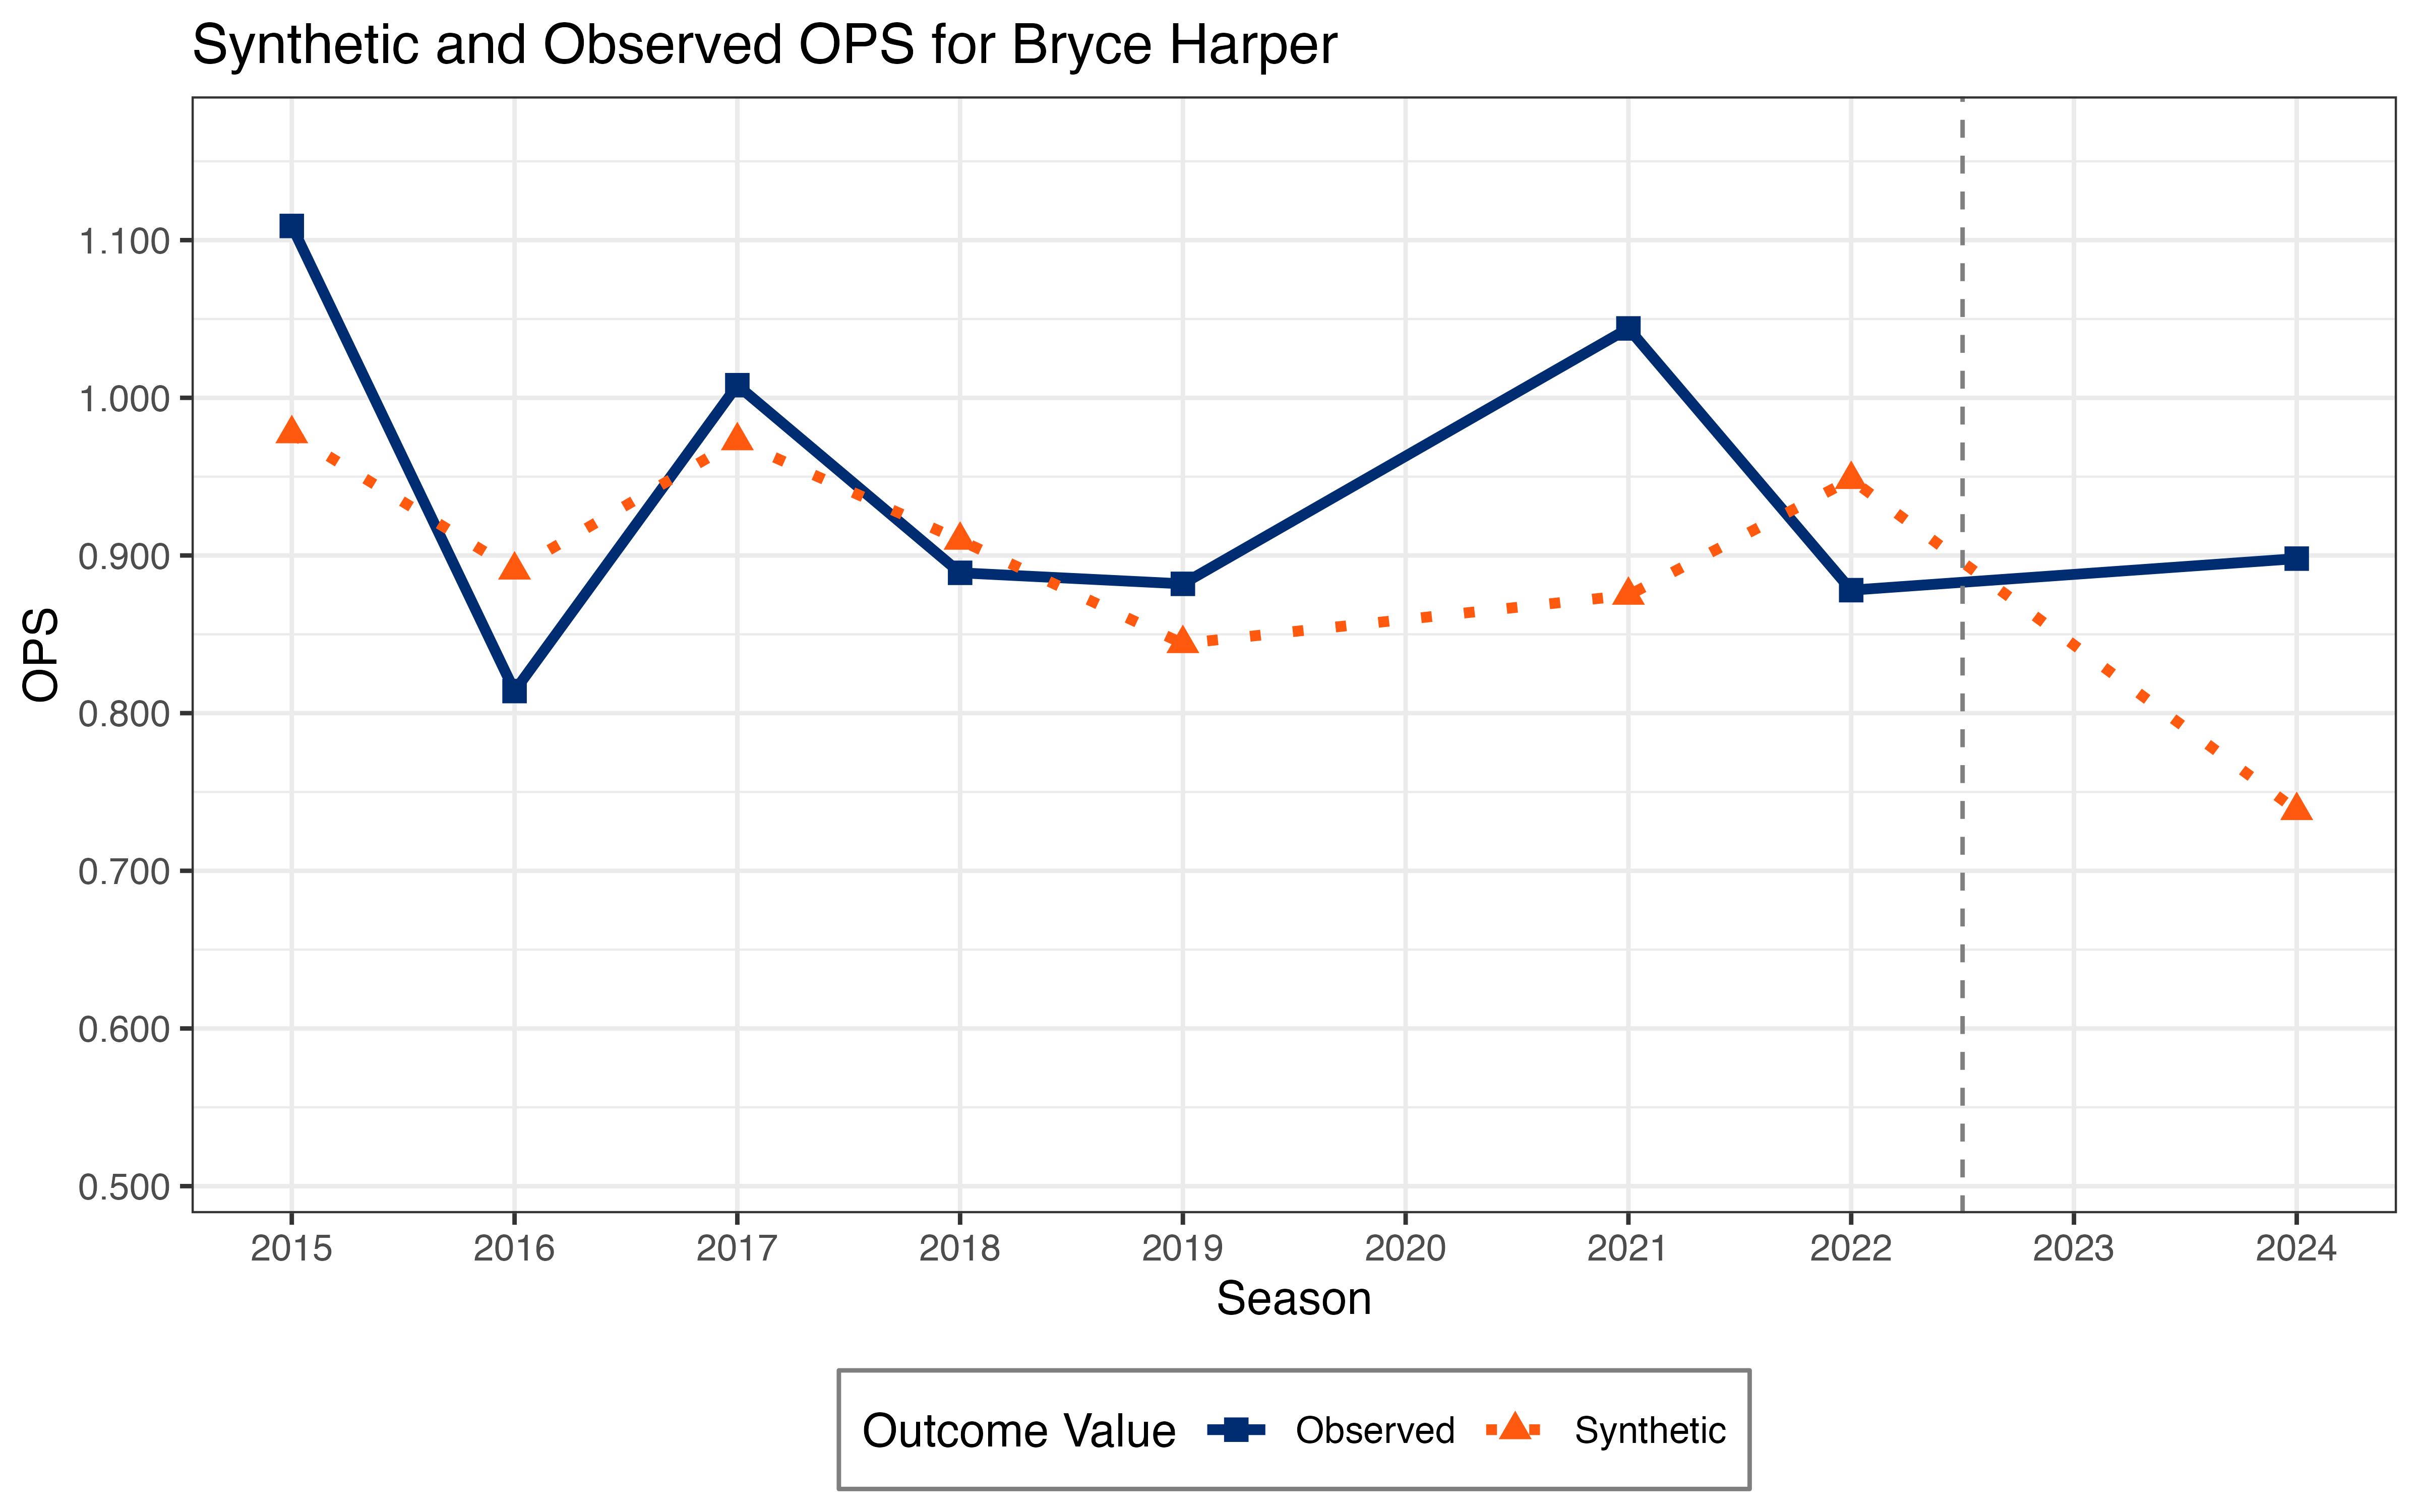 Synthetic and Observed OPS for Bryce Harper
OPS
1.100
1.000
0.900
0.800
0.700
0.600
0.500
2015 2016 2017 2018 2019 2020 2021 2022 2023 2024
Season
Outcome Value Observed Synthetic